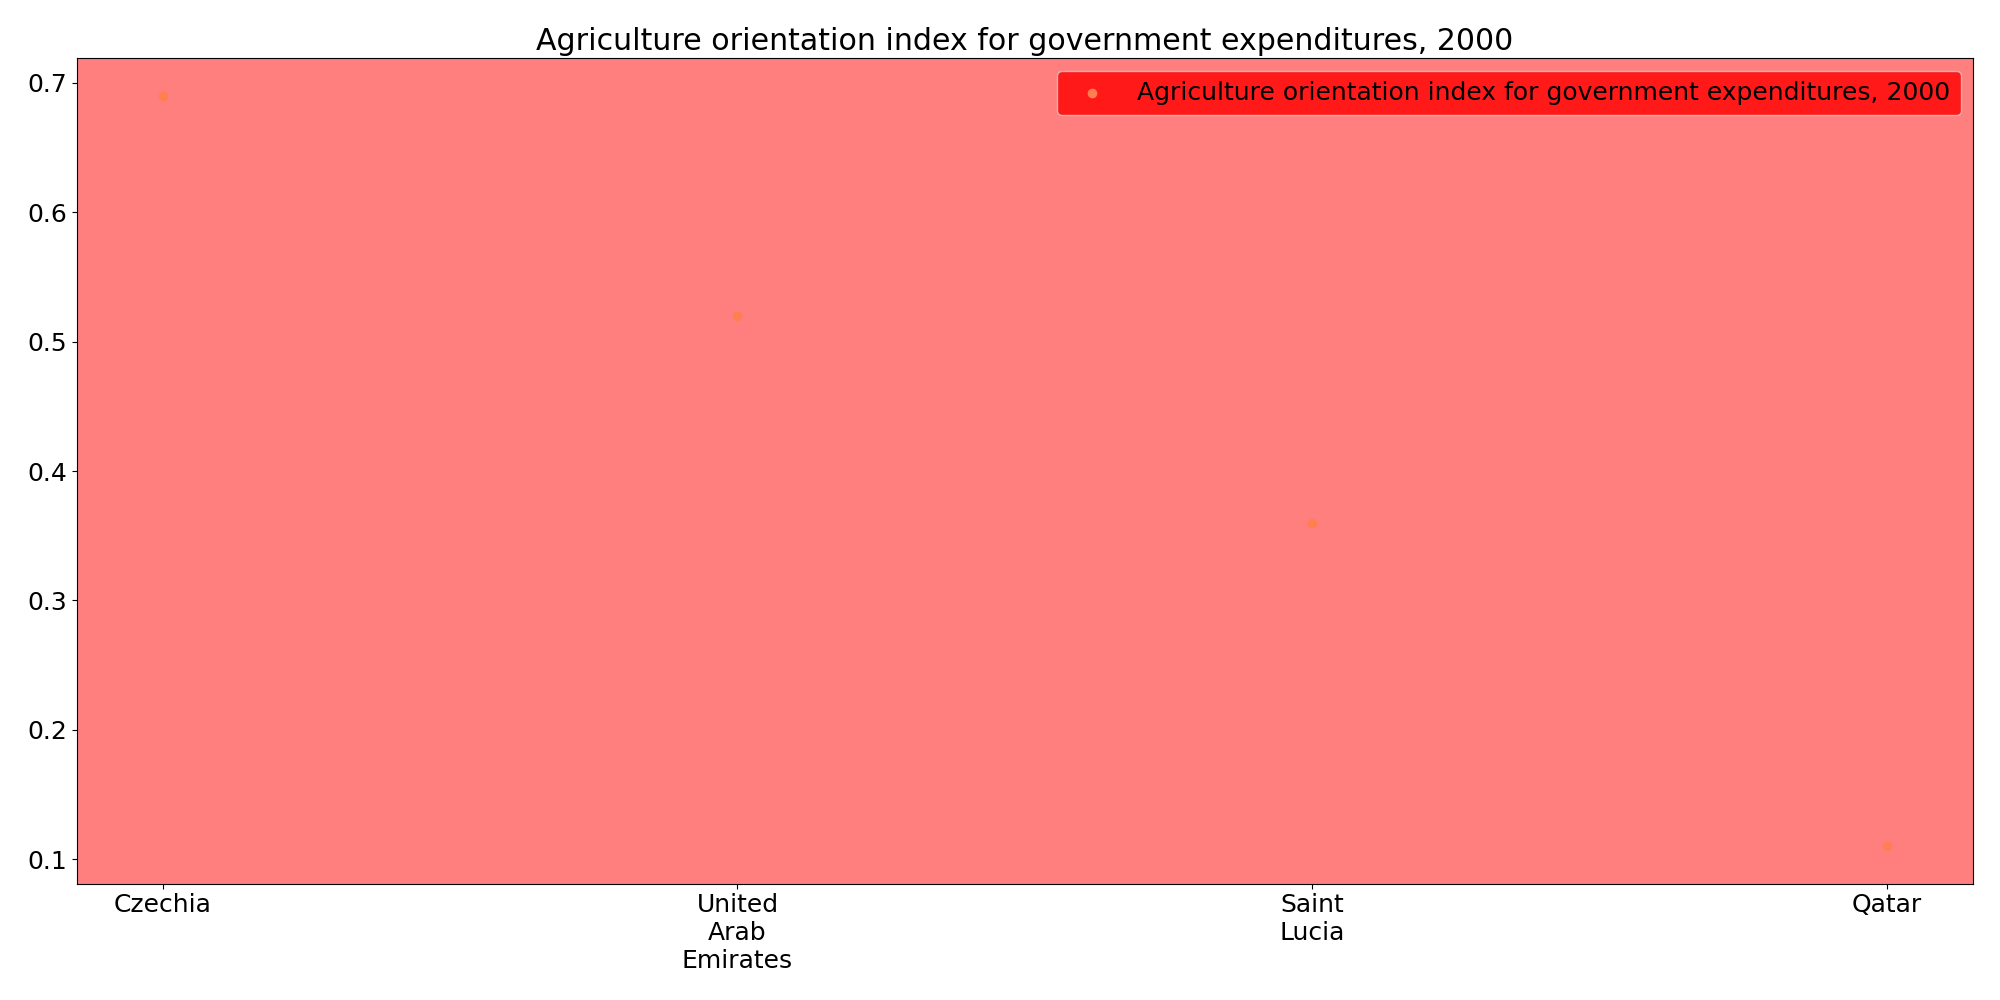 Agriculture orientation index for government expenditures, 2000
Agriculture orientation index for government expenditures, 2000
0.7
0.6
0.5
0.4
0.3
0.2
0.1
Czechia
United
Arab
Emirates
Saint
Lucia
Qatar